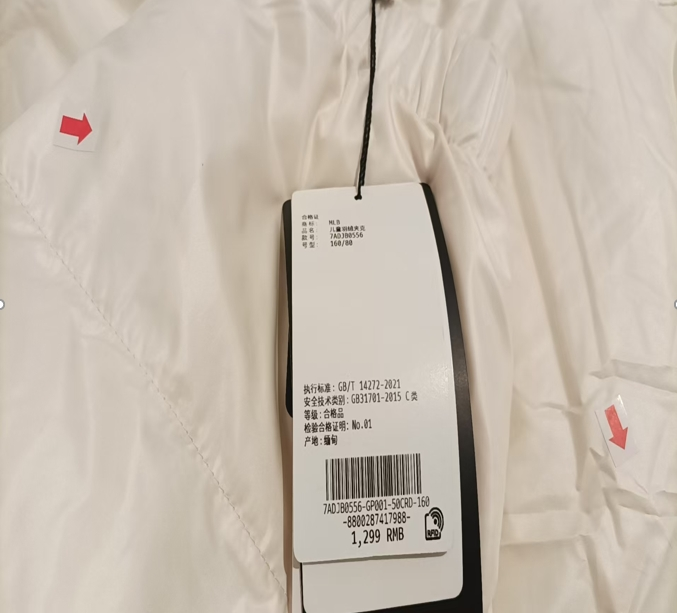 合格证
商标: MLB
品名: 儿童羽绒夹克
款号: 7ADJB0556
号型: 160/80
执行标准: GB/T 14272-2021
安全技术类别: GB31701-2015 C类
等级: 合格品
检验合格证明: No.01
产地: 缅甸
7ADJB0556-GP001-50CRD-160
-8800287417988-
1,299 RMB
RFID